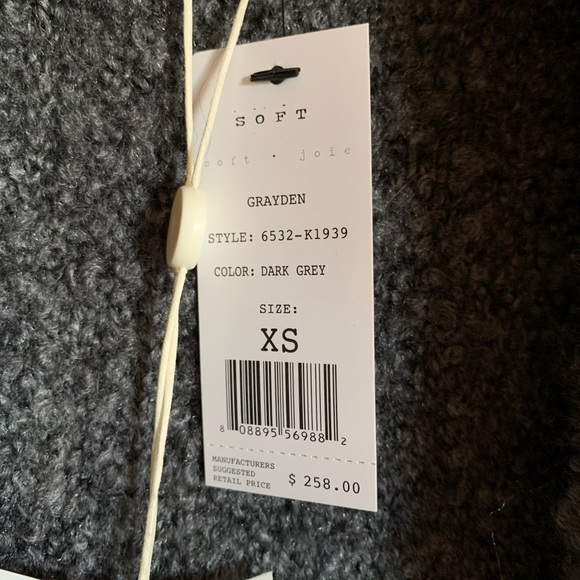 SOFT
soft . joie
GRAYDEN
STYLE: 6532-K1939
COLOR: DARK GREY
SIZE:
XS
8 08895 56988 2
MANUFACTURERS
SUGGESTED
RETAIL PRICE
$ 258.00